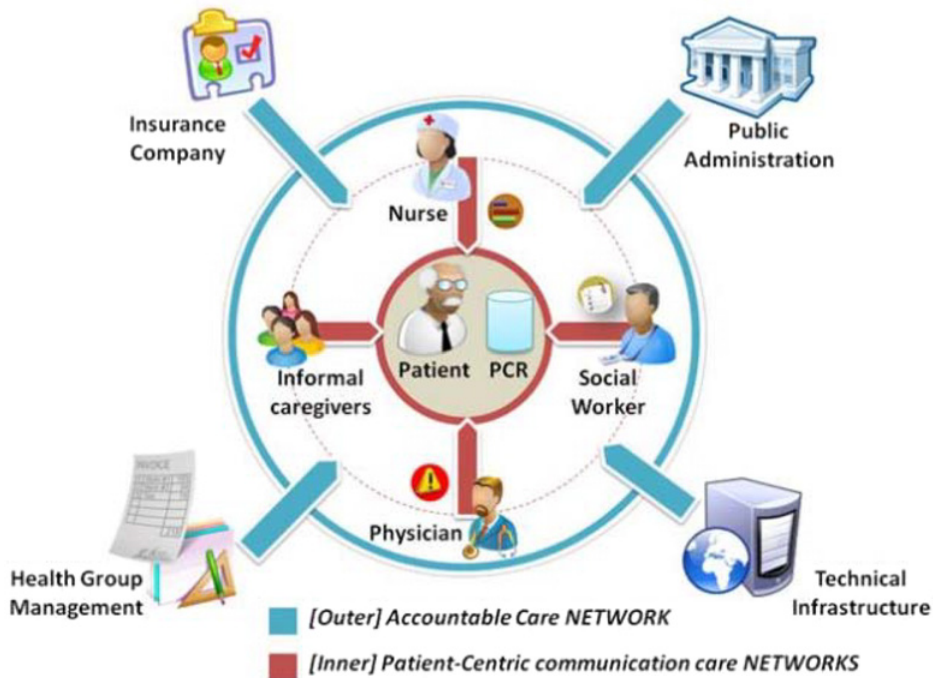 Insurance
Company
Public
Administration
Nurse
Patient
PCR
Informal
caregivers
Social
Worker
Physician
INVOICE
Health Group
Management
Technical
Infrastructure
[Outer] Accountable Care NETWORK
[Inner] Patient-Centric communication care NETWORKS